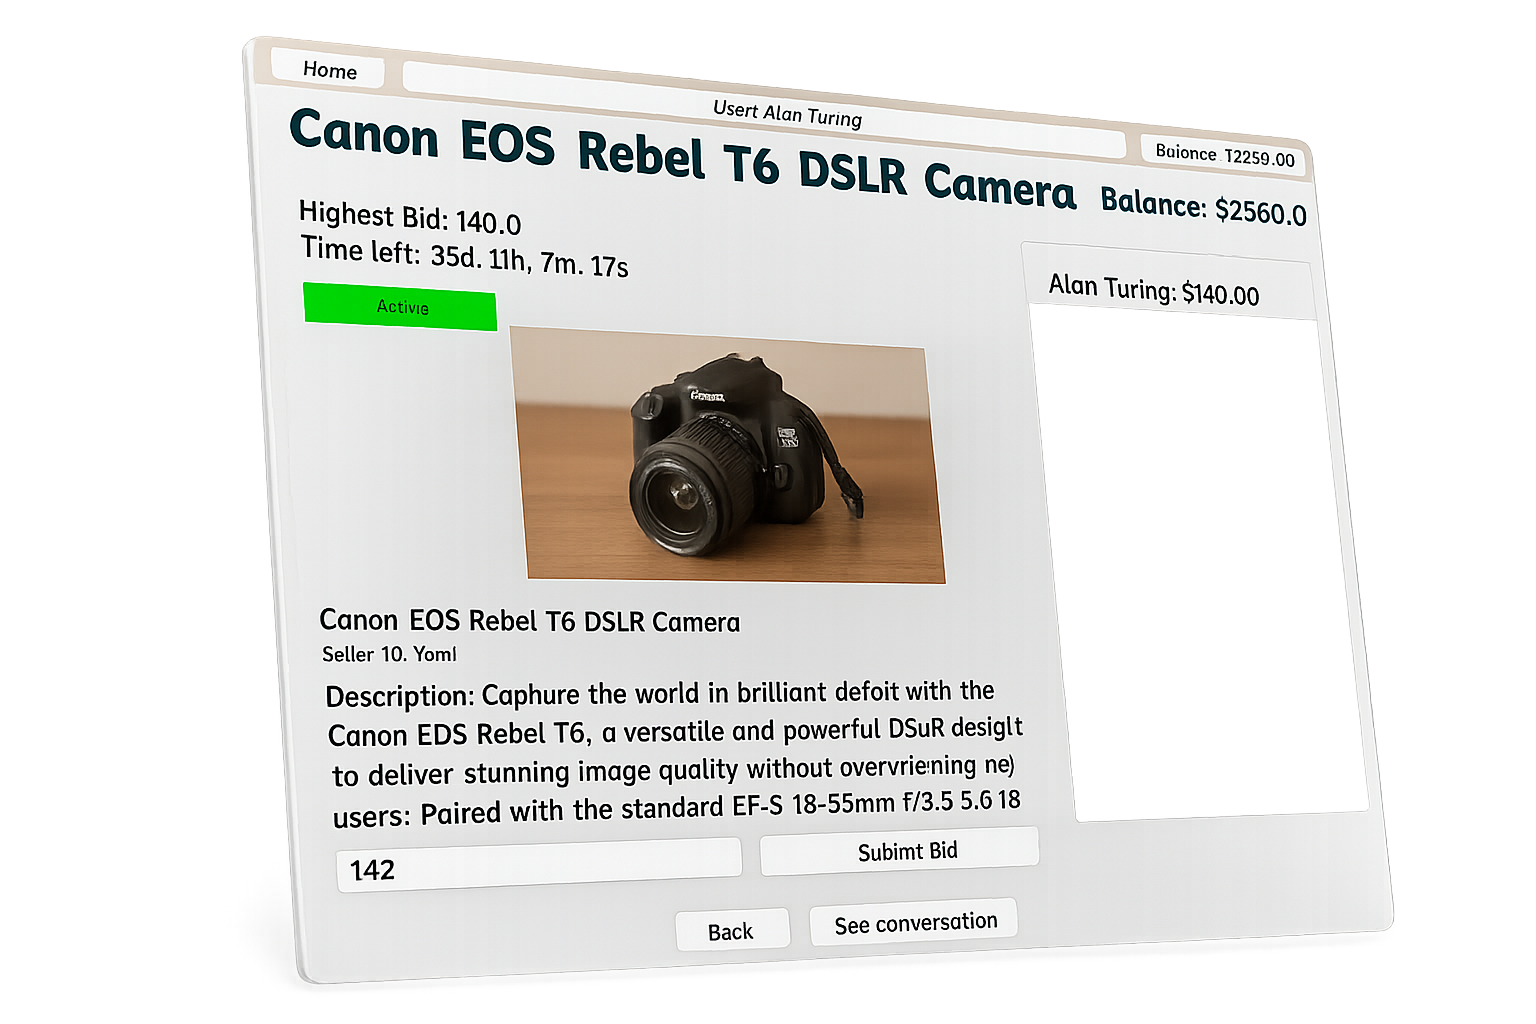 Home
Usert Alan Turing
Baionce T2259.00
Canon EOS Rebel T6 DSLR Camera
Balance: $2560.0
Highest Bid: 140.0
Time left: 35d. 11h, 7m. 17s
Active
Alan Turing: $140.00
Canon EOS Rebel T6 DSLR Camera
Seller 10. Yoml
Description: Caphure the world in brilliant defoit with the
Canon EDS Rebel T6, a versatile and powerful DSuR desiglt
to deliver stunning image quality without overvriening ne)
users: Paired with the standard EF-S 18-55mm f/3.5 5.6 18
142
Subimt Bid
Back
See conversation